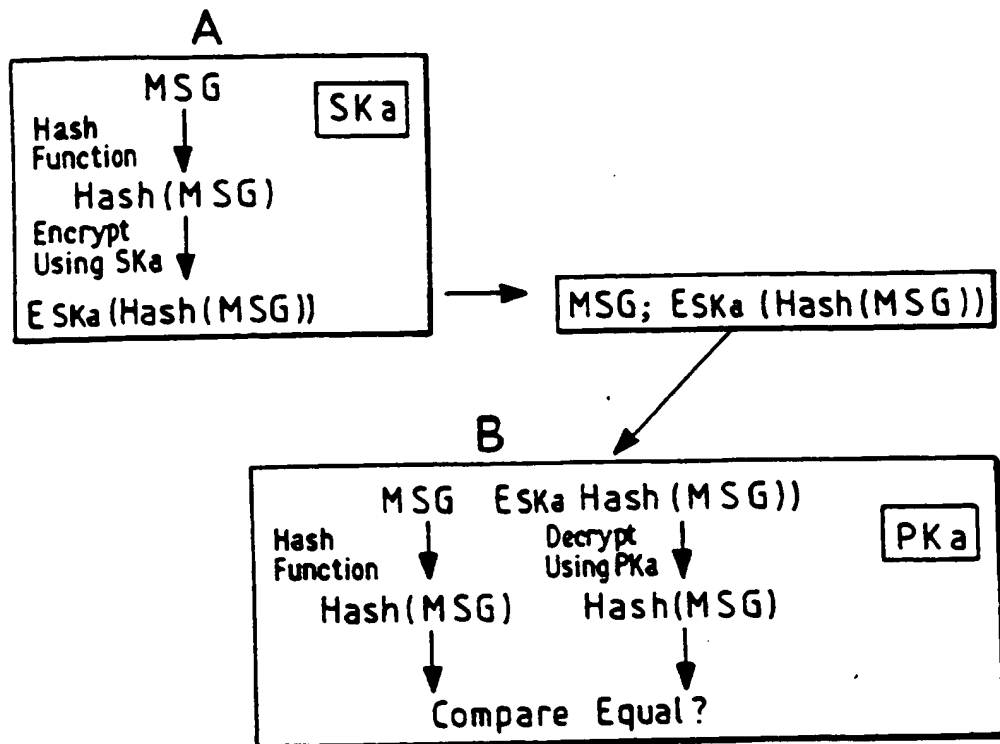 A
MSG
SKa
Hash
Function
Hash(MSG)
Encrypt
Using SKa
ESKa(Hash(MSG))
MSG; ESKa (Hash(MSG))
B
MSG ESKa Hash(MSG))
PKa
Hash
Function
Decrypt
Using PKa
Hash(MSG) Hash(MSG)
Compare Equal?